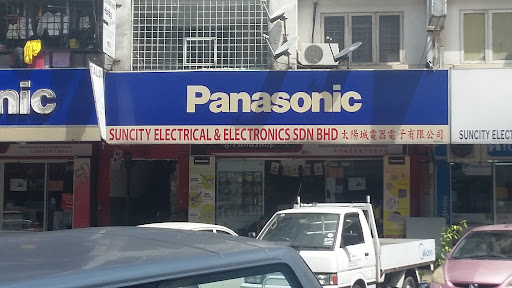 nic
Panasonic
SUNCITY ELECTRICAL & ELECTRONICS SDN BHD 太陽城電器電子有限公司
SUNCITY ELECT
Midea